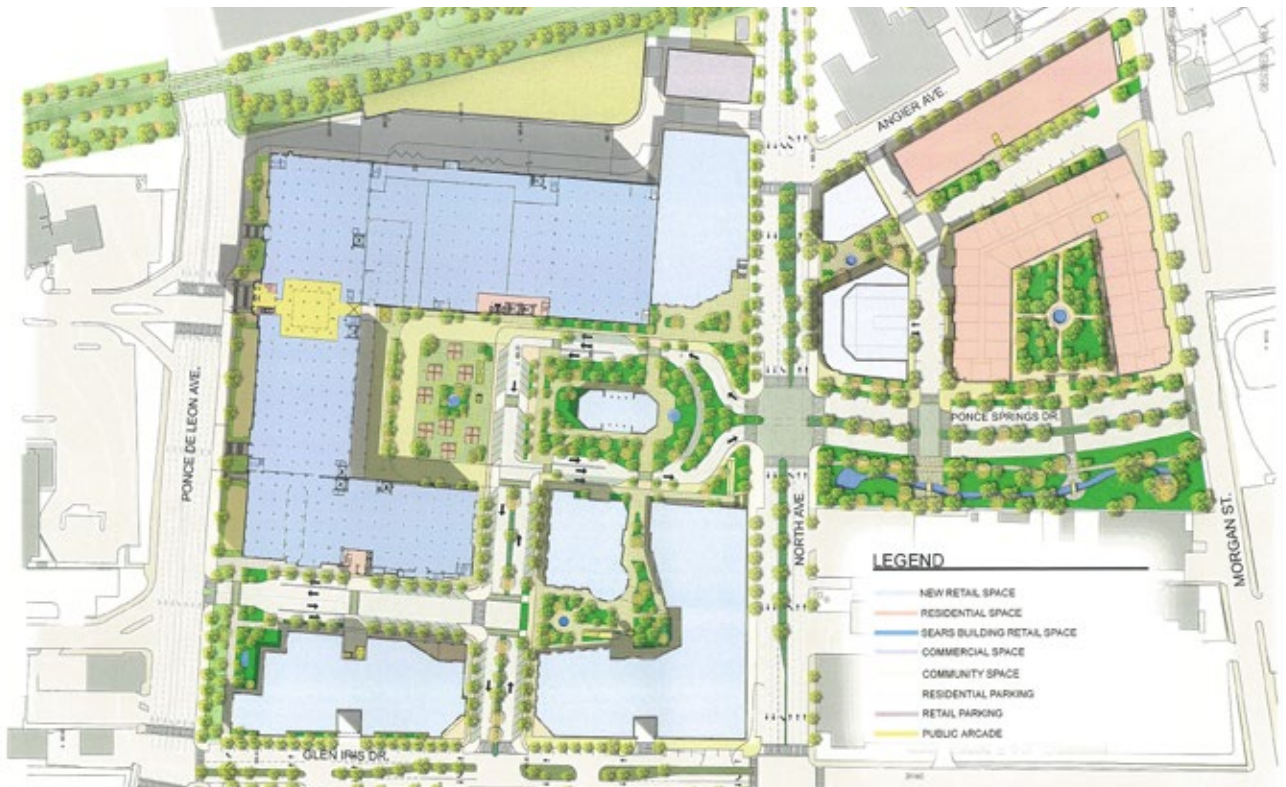 ANGIER AVE.
PONCE DE LEON AVE.
PONCE SPRINGS DR.
NORTH AVE.
MORGAN ST.
GLEN IRIS DR.
LEGEND
NEW RETAIL SPACE
RESIDENTIAL SPACE
SEARS BUILDING RETAIL SPACE
COMMERCIAL SPACE
COMMUNITY SPACE
RESIDENTIAL PARKING
RETAIL PARKING
PUBLIC ARCADE